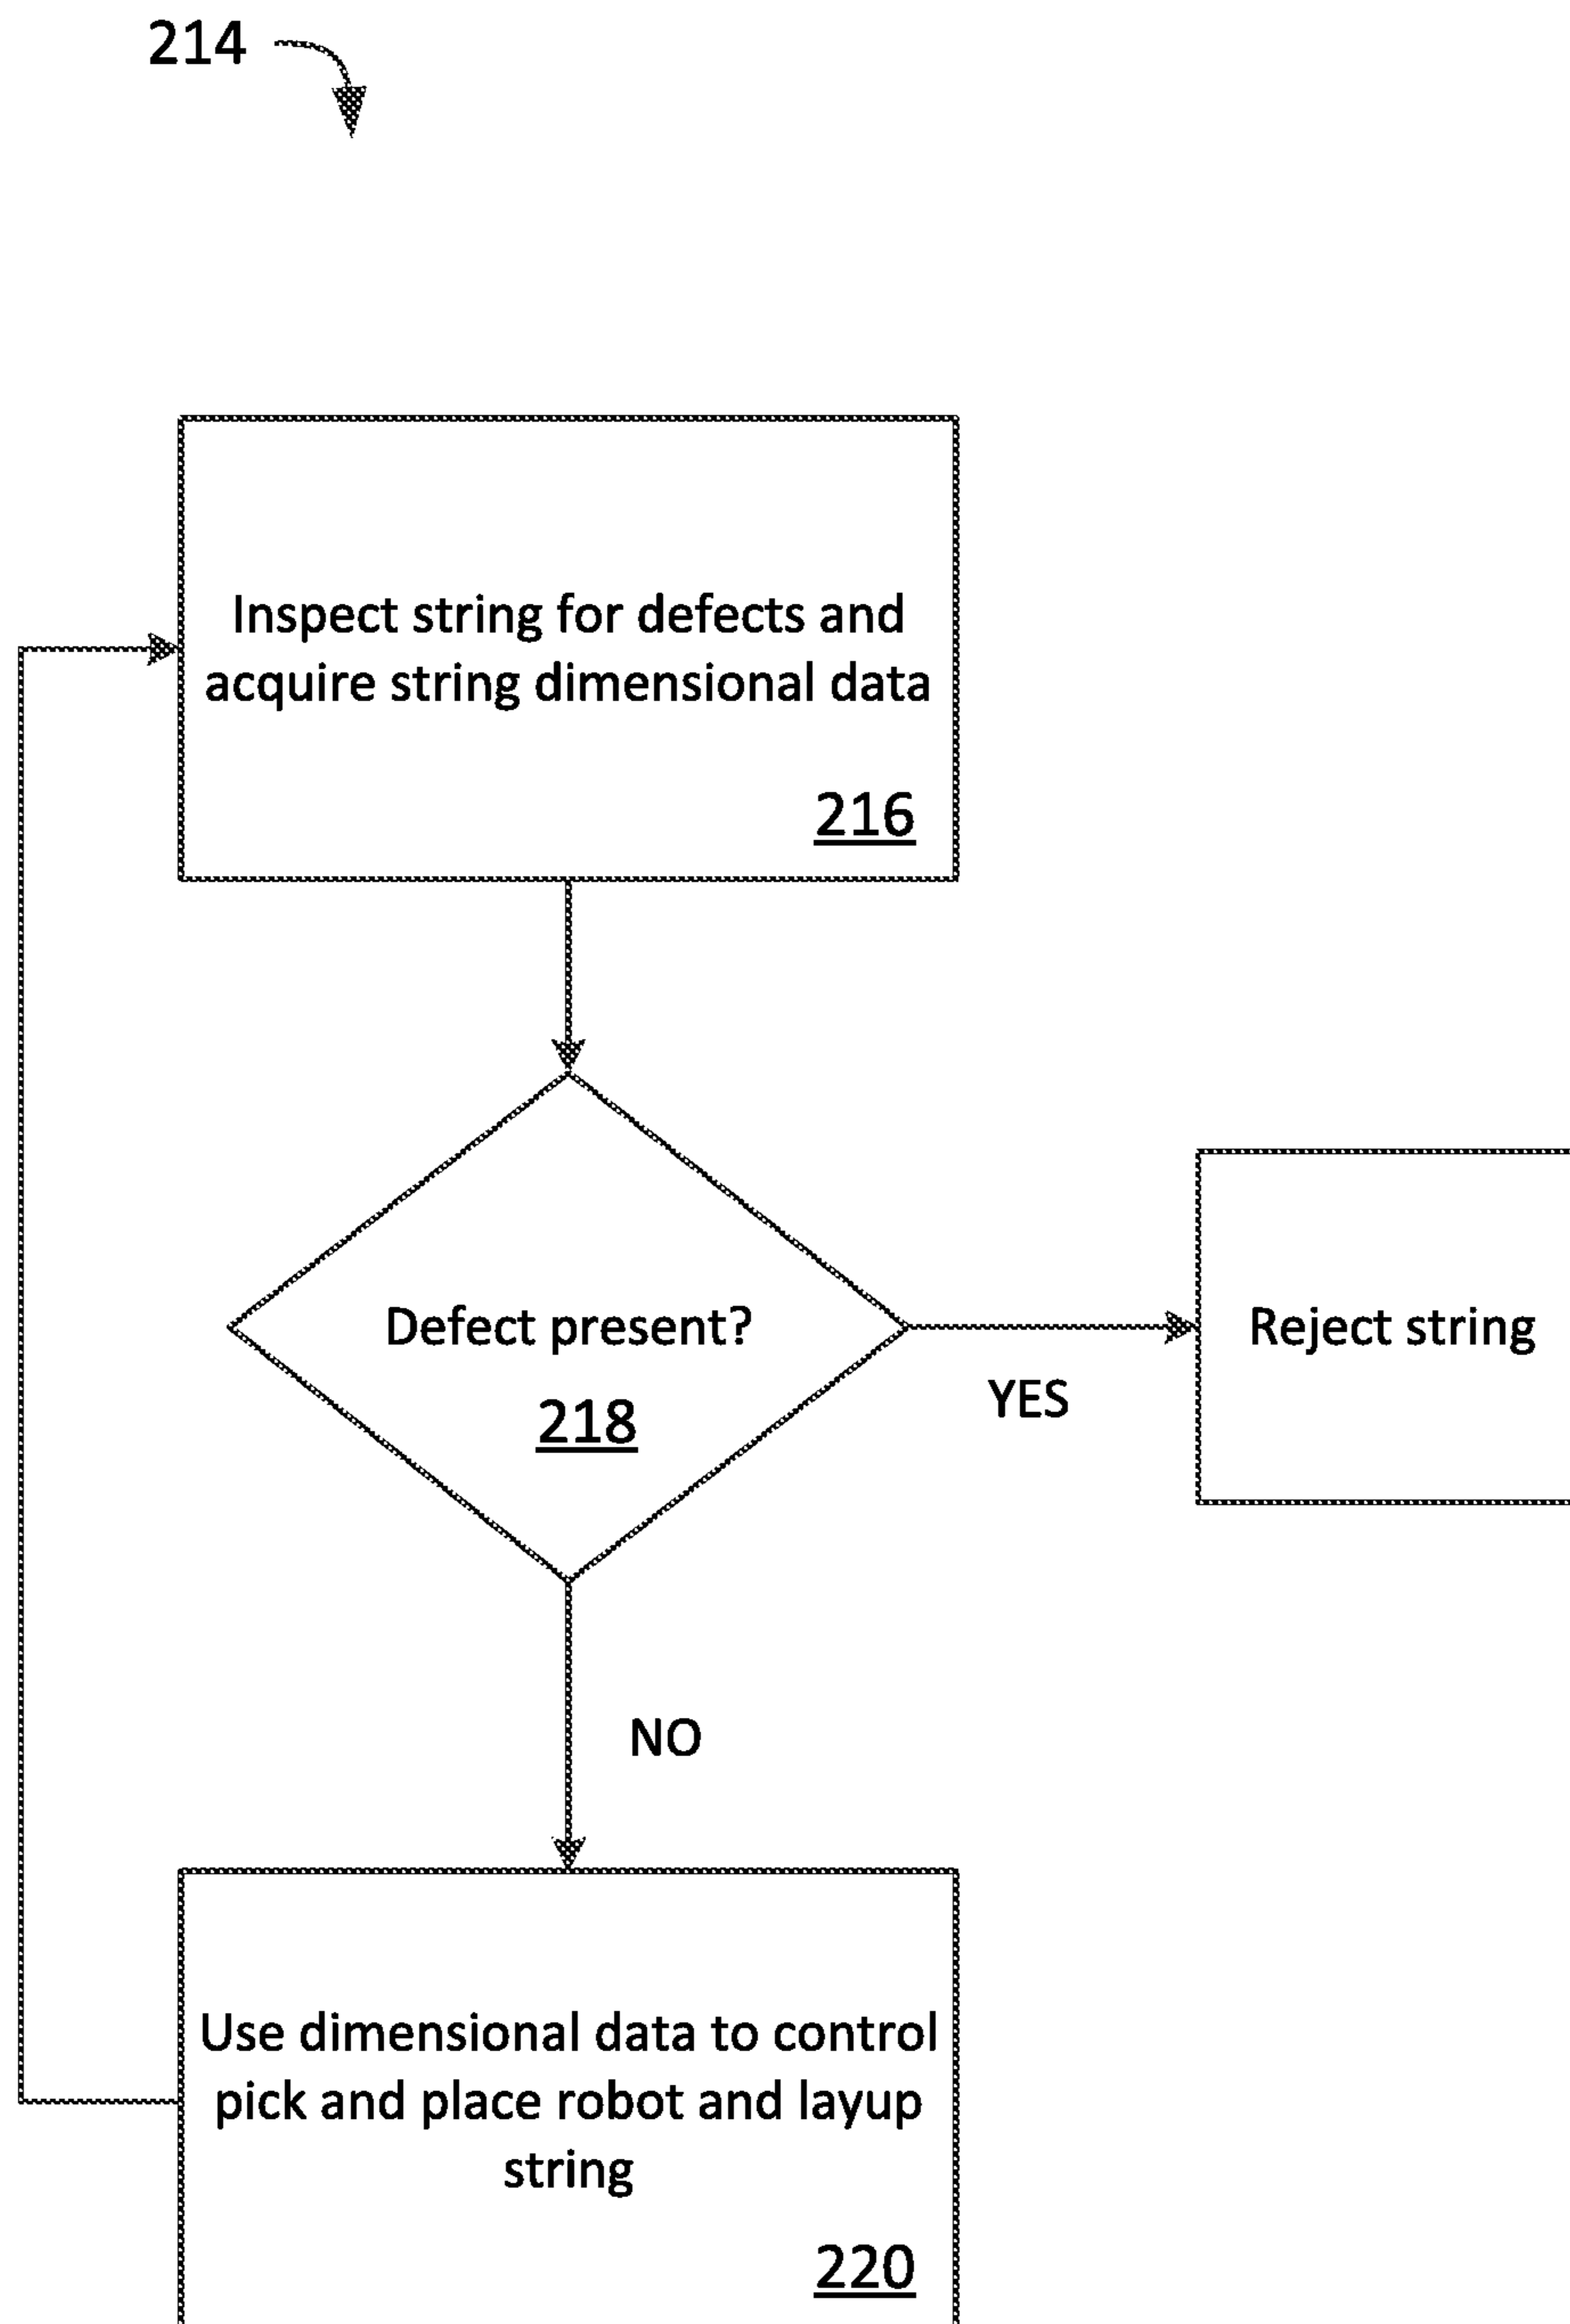 214
Inspect string for defects and
acquire string dimensional data
216
Defect present?
218
YES
Reject string
NO
Use dimensional data to control
pick and place robot and layup
string
220